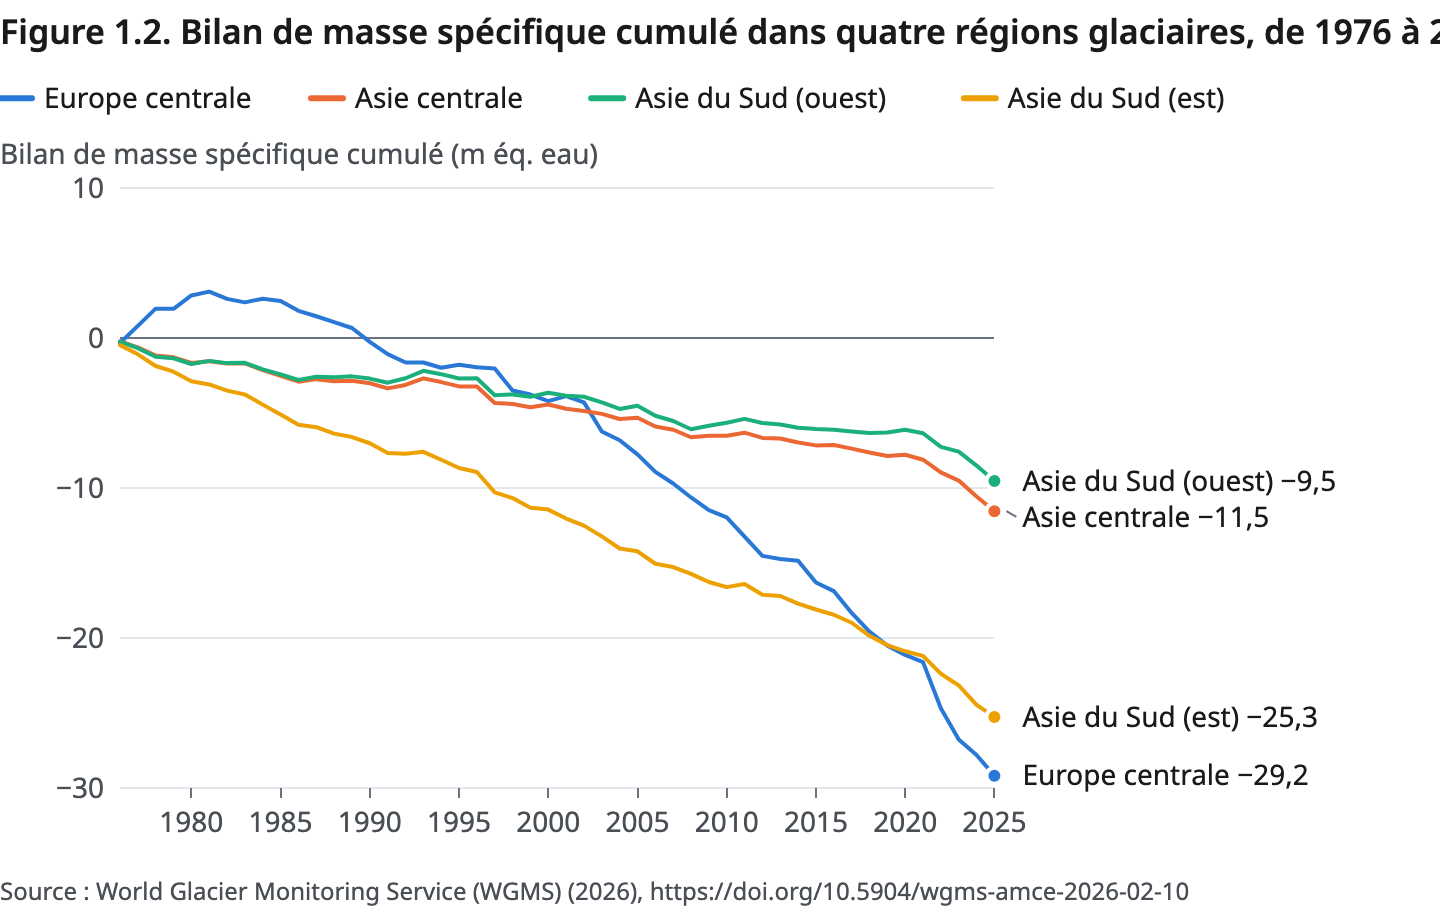 Figure 1.2. Bilan de masse spécifique cumulé dans quatre régions glaciaires, de 1976 à 2
Europe centrale Asie centrale Asie du Sud (ouest) Asie du Sud (est)
Bilan de masse spécifique cumulé (m éq. eau)
10
0
−10
−20
−30
Asie du Sud (ouest) −9,5
Asie centrale −11,5
Asie du Sud (est) −25,3
Europe centrale −29,2
1980 1985 1990 1995 2000 2005 2010 2015 2020 2025
Source : World Glacier Monitoring Service (WGMS) (2026), https://doi.org/10.5904/wgms-amce-2026-02-10